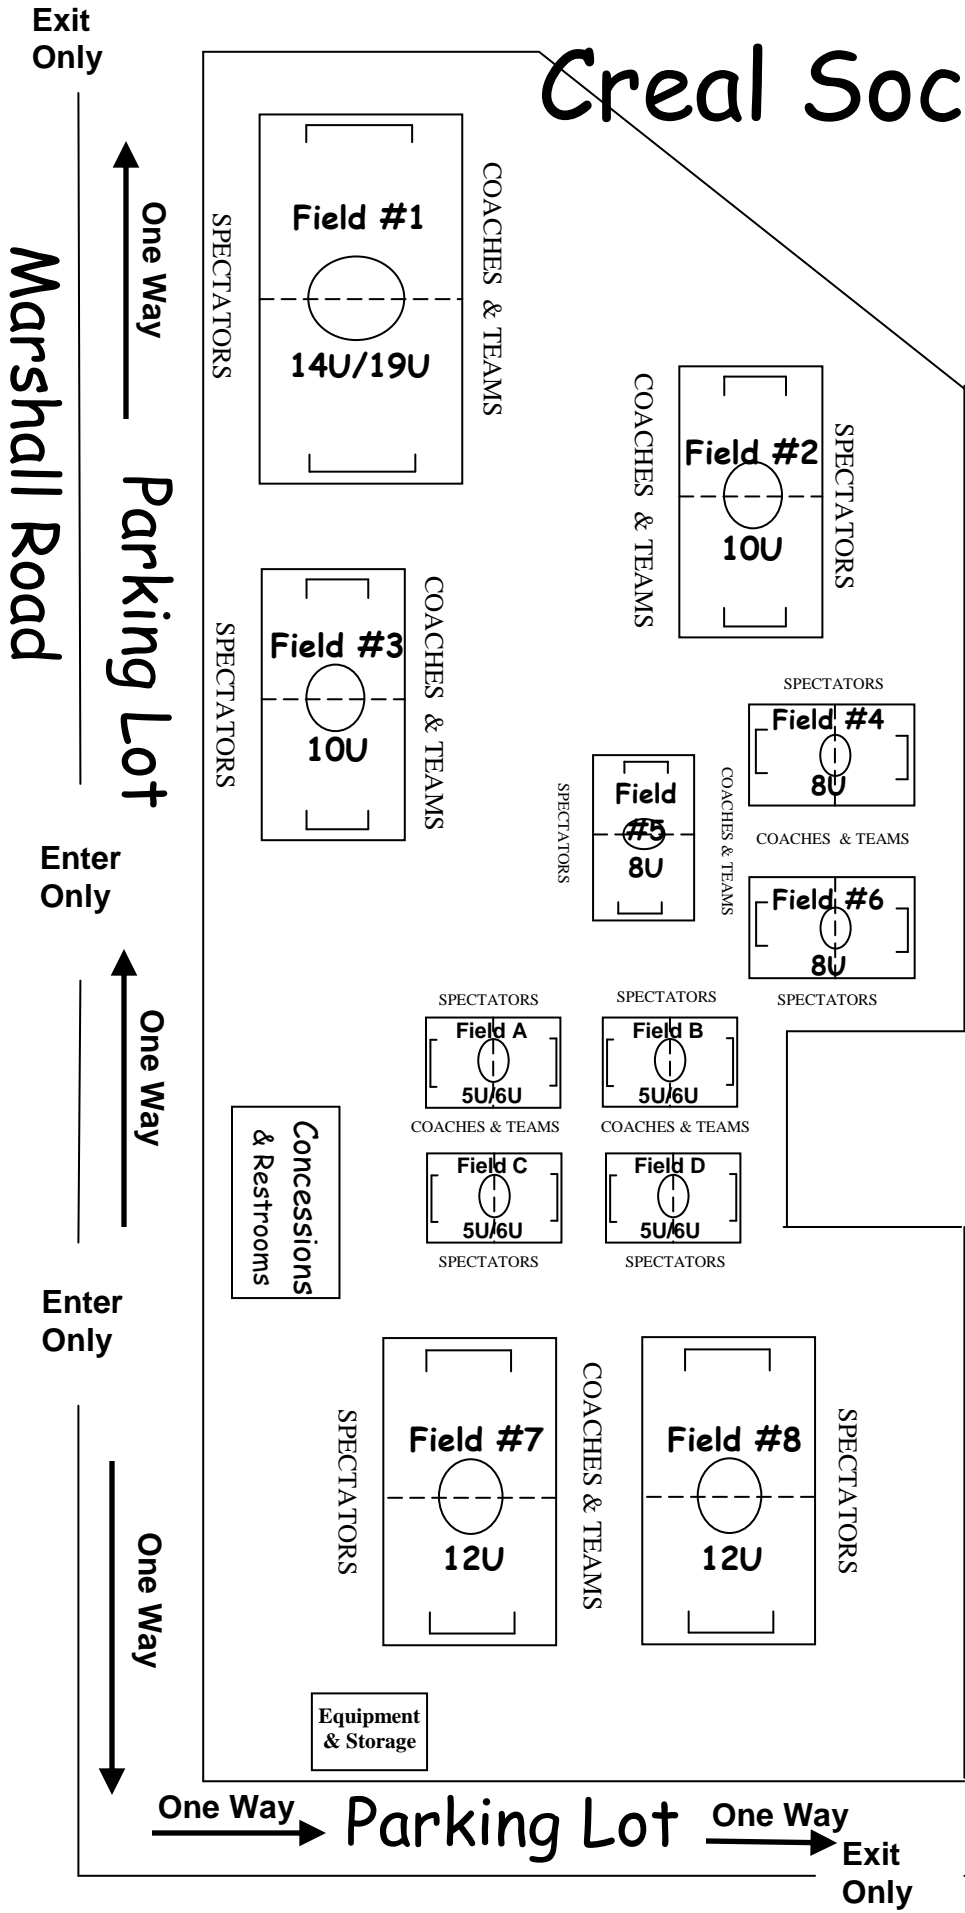 Exit
Only
Creal Soc
Marshall Road
One Way
Parking Lot
SPECTATORS
Field #1
14U/19U
COACHES & TEAMS
COACHES & TEAMS
Field #2
10U
SPECTATORS
SPECTATORS
Field #3
10U
COACHES & TEAMS
SPECTATORS
Field #4
8U
COACHES & TEAMS
SPECTATORS
Field
#5
8U
COACHES & TEAMS
Field #6
8U
SPECTATORS
Enter
Only
One Way
SPECTATORS
SPECTATORS
Field A
Field B
5U/6U
5U/6U
COACHES & TEAMS
COACHES & TEAMS
Field C
Field D
5U/6U
5U/6U
SPECTATORS
SPECTATORS
Concessions
& Restrooms
Enter
Only
SPECTATORS
Field #7
12U
COACHES & TEAMS
Field #8
12U
SPECTATORS
One Way
Equipment
& Storage
One Way
Parking Lot
One Way
Exit
Only